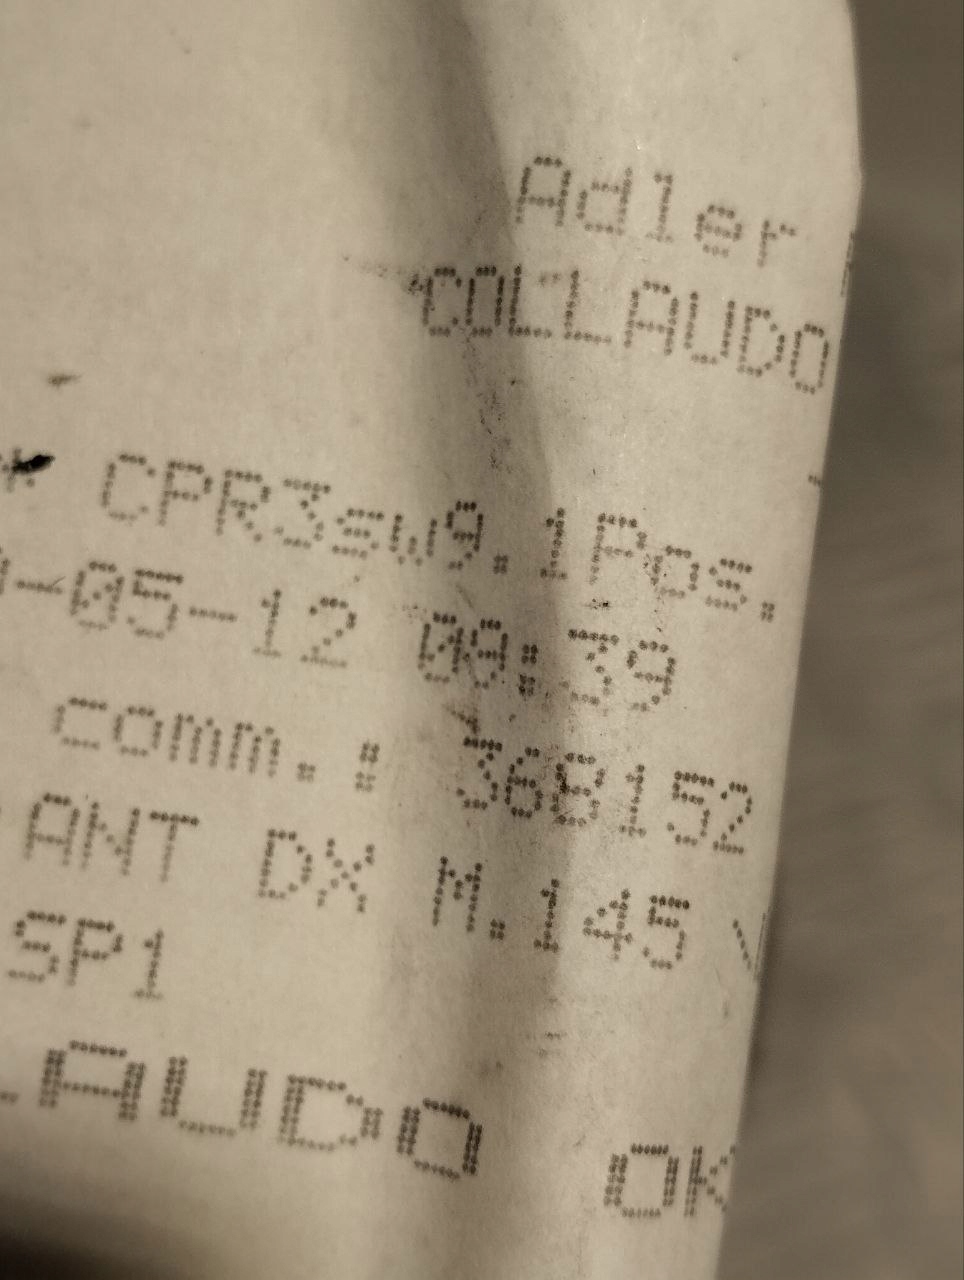 Adler
COLLAUDO
* CPR3sw9.1Pos.
-05-12 08:39
comm.: 368152
ANT DX M.145 \
SP1
LAUDO OK